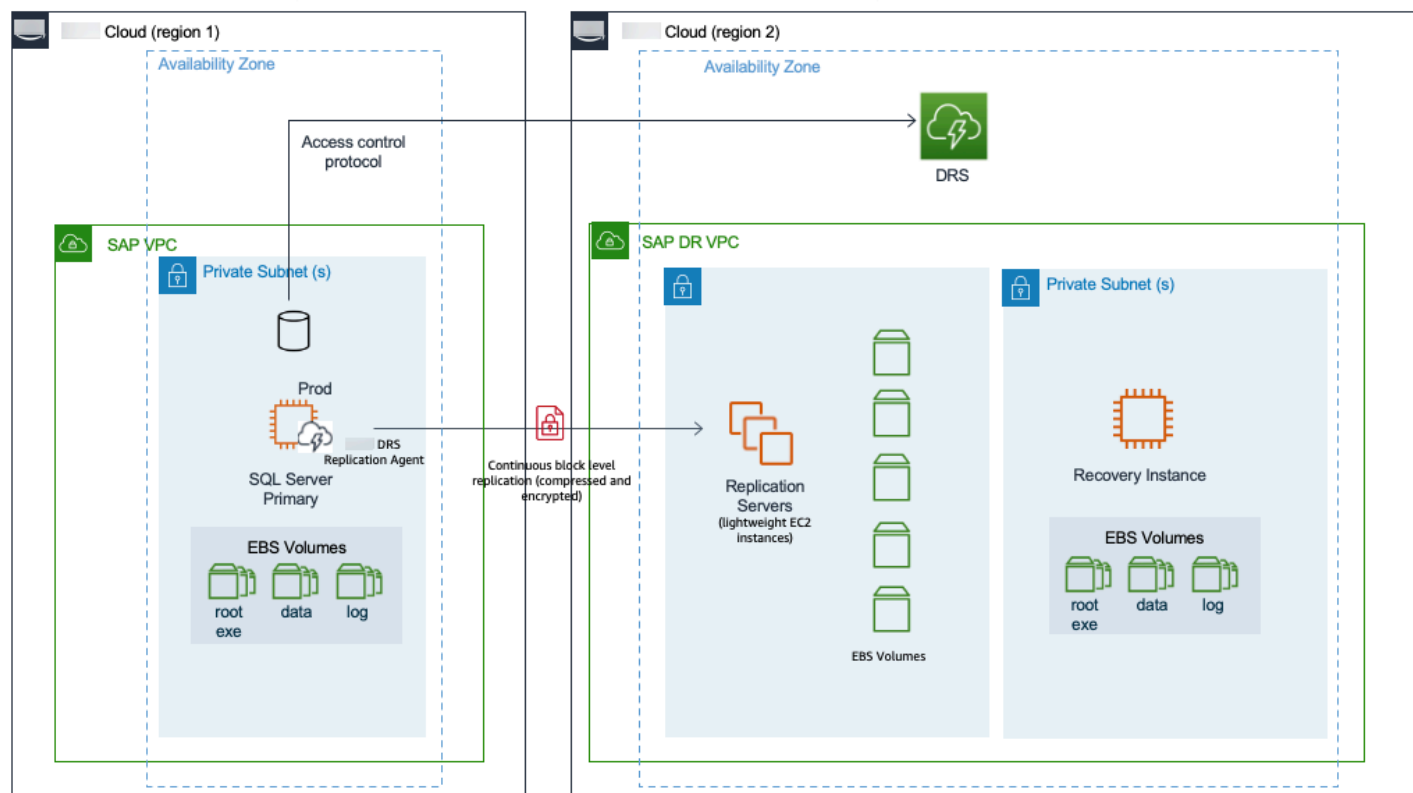 Cloud (region 1)
Availability Zone
Access control
protocol
SAP VPC
Private Subnet (s)
Prod
DRS
Replication Agent
SQL Server
Primary
EBS Volumes
root
exe
data
log
Continuous block level
replication (compressed and
encrypted)
Cloud (region 2)
Availability Zone
DRS
SAP DR VPC
Replication
Servers
(lightweight EC2
instances)
EBS Volumes
Private Subnet (s)
Recovery Instance
EBS Volumes
root
exe
data
log